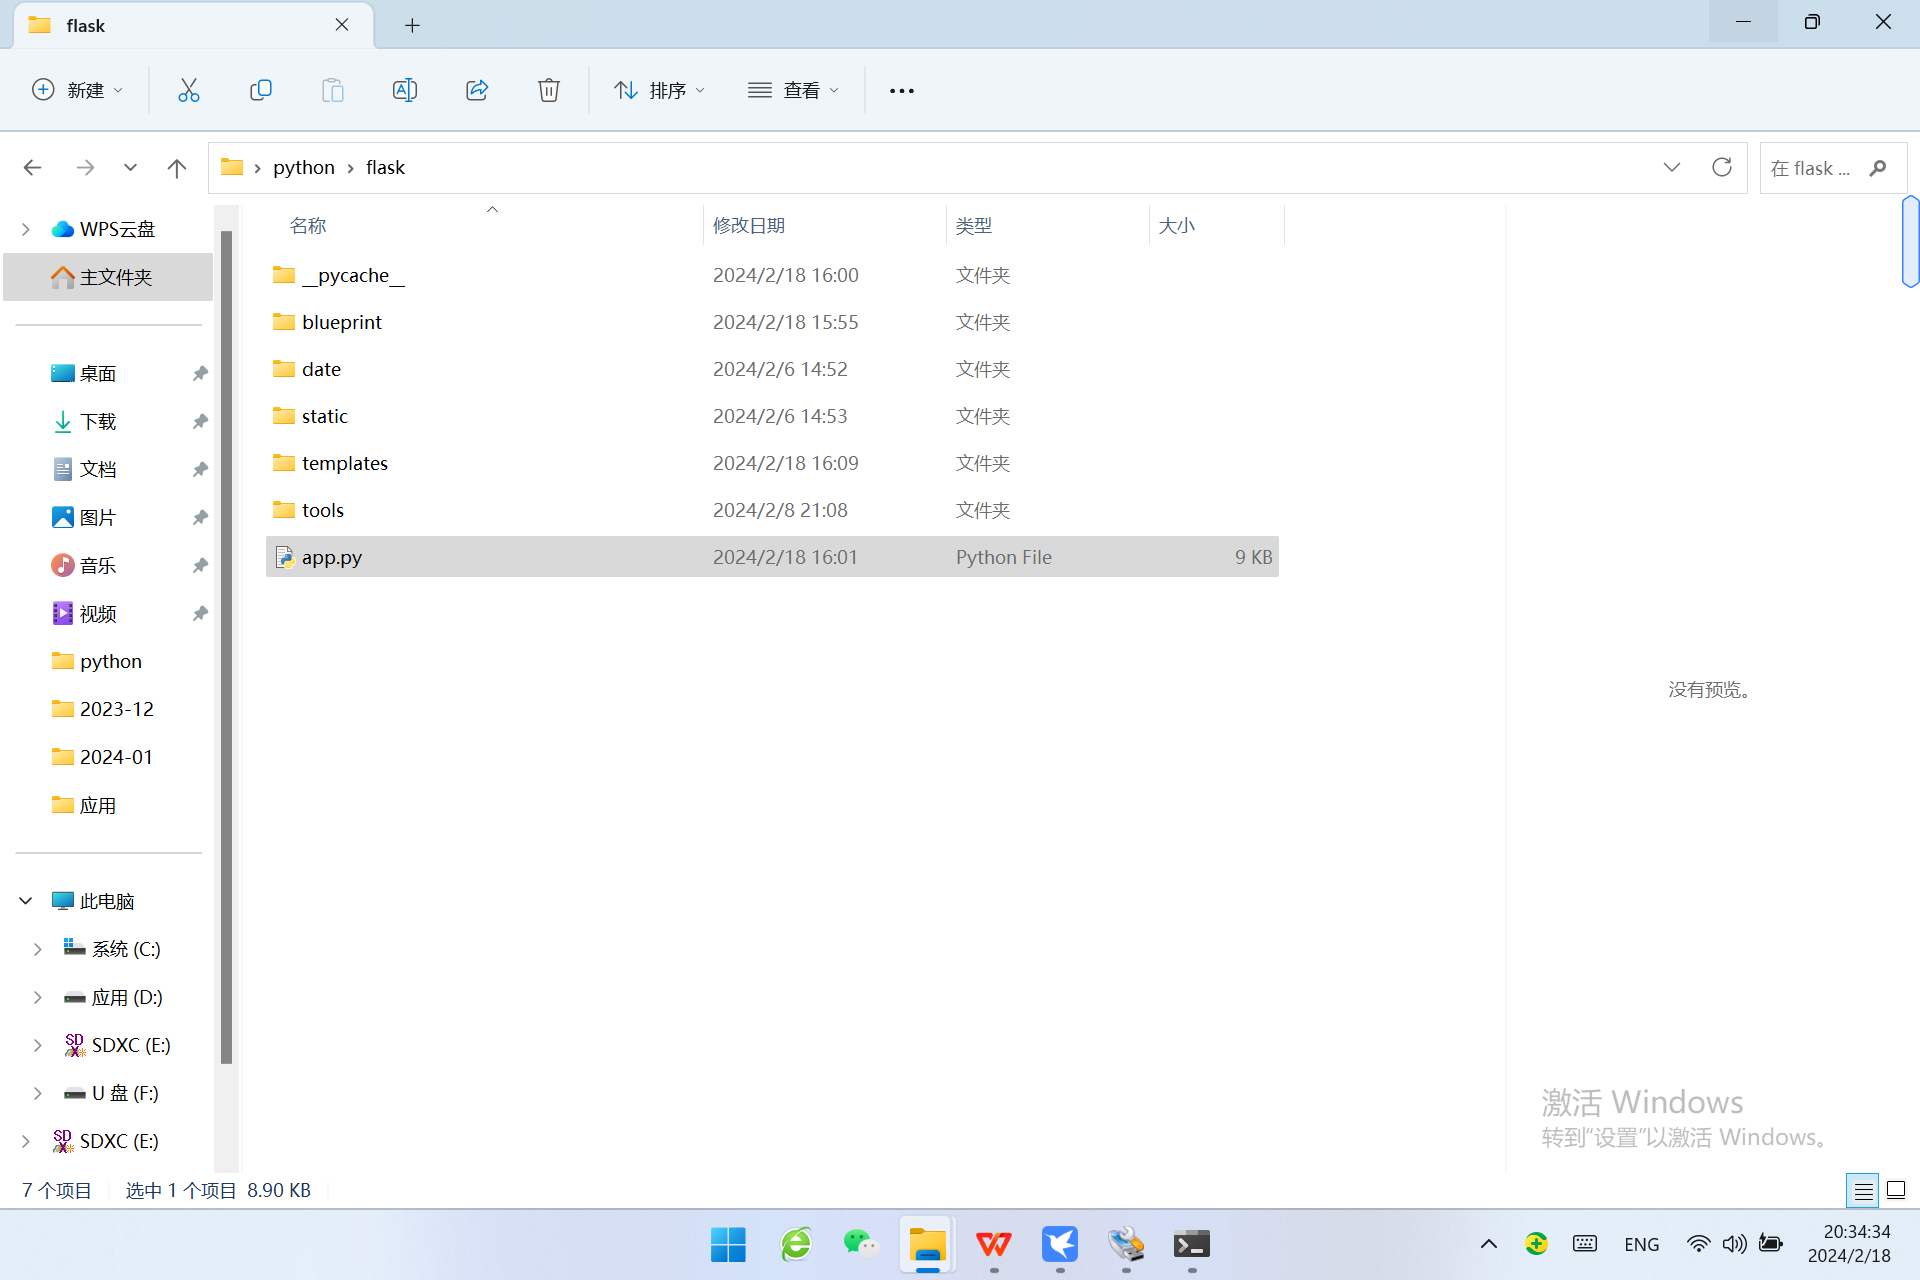 flask
新建
排序
查看
python
flask
在 flask ...
WPS云盘
主文件夹
桌面
下载
文档
图片
音乐
视频
python
2023-12
2024-01
应用
此电脑
系统 (C:)
应用 (D:)
SDXC (E:)
U 盘 (F:)
SDXC (E:)
名称 修改日期 类型 大小
__pycache__ 2024/2/18 16:00 文件夹
blueprint 2024/2/18 15:55 文件夹
date 2024/2/6 14:52 文件夹
static 2024/2/6 14:53 文件夹
templates 2024/2/18 16:09 文件夹
tools 2024/2/8 21:08 文件夹
app.py 2024/2/18 16:01 Python File 9 KB
没有预览。
激活 Windows
转到“设置”以激活 Windows。
7 个项目 选中 1 个项目 8.90 KB
ENG
20:34:34
2024/2/18